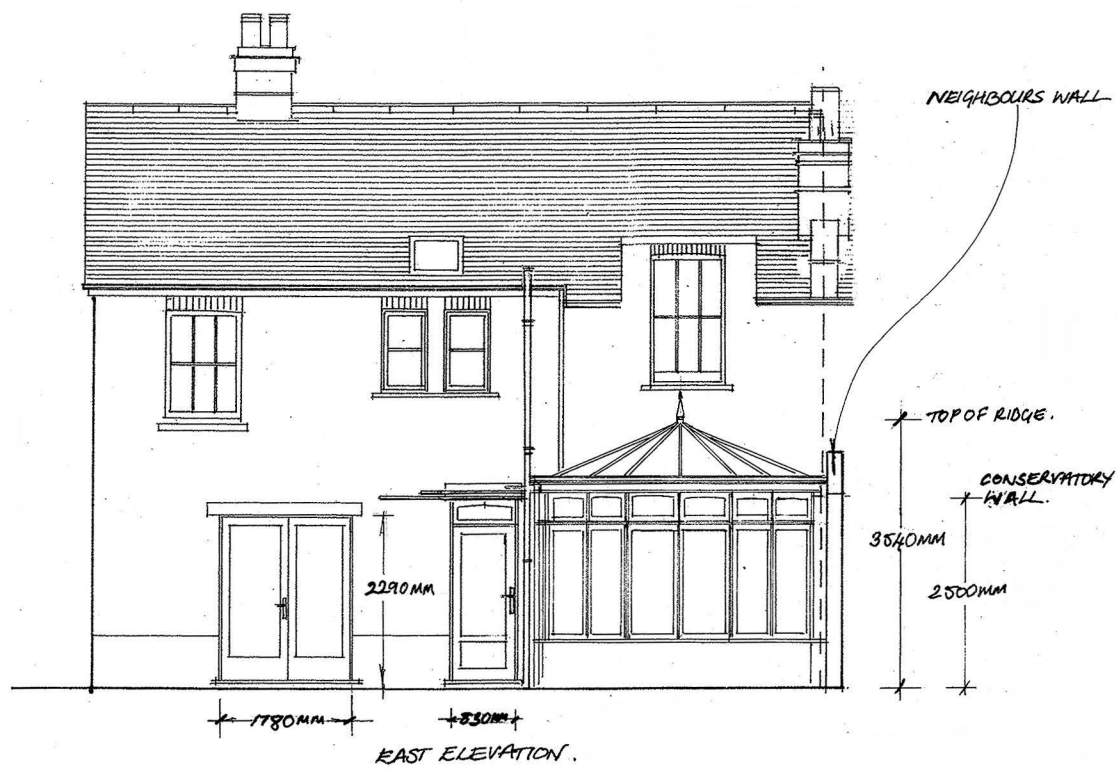 NEIGHBOURS WALL
TOP OF RIDGE.
CONSERVATORY
WALL.
3540MM
2500MM
2290MM
1780MM
830MM
EAST ELEVATION.